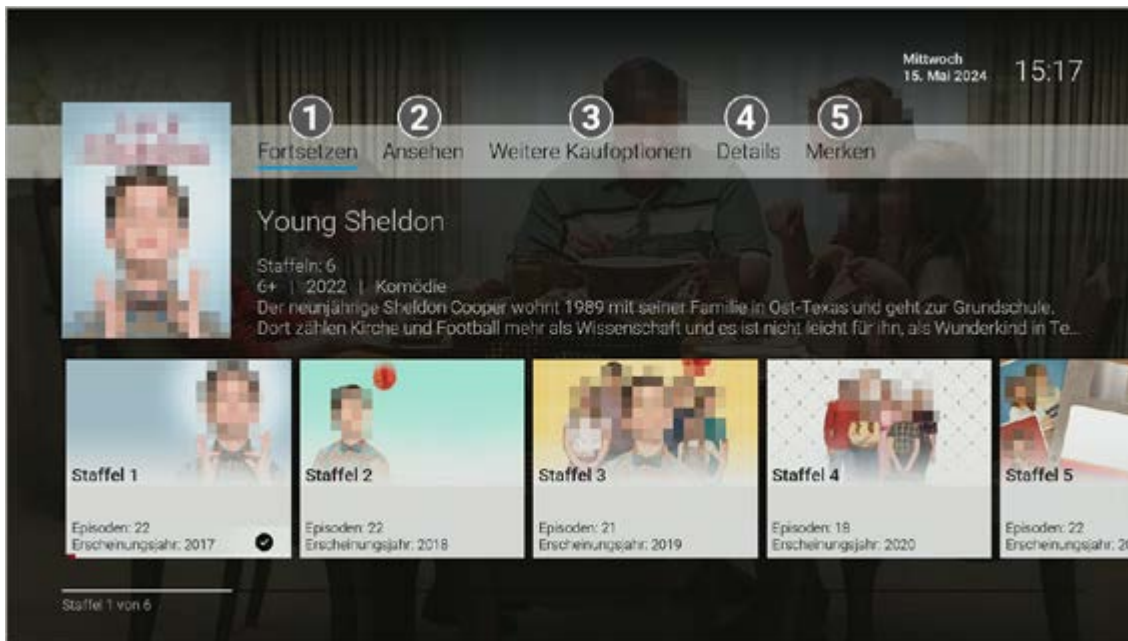 Mittwoch
15. Mai 2024
15:17
1 2 3 4 5
Fortsetzen Ansehen Weitere Kaufoptionen Details Merken
Young Sheldon
Staffeln: 6
6+ | 2022 | Komödie
Der neunjährige Sheldon Cooper wohnt 1989 mit seiner Familie in Ost-Texas und geht zur Grundschule.
Dort zählen Kirche und Football mehr als Wissenschaft und es ist nicht leicht für ihn, als Wunderkind in Te...
Staffel 1
Episoden: 22
Erscheinungsjahr: 2017
Staffel 2
Episoden: 22
Erscheinungsjahr: 2018
Staffel 3
Episoden: 21
Erscheinungsjahr: 2019
Staffel 4
Episoden: 18
Erscheinungsjahr: 2020
Staffel 5
Episoden: 22
Erscheinungsjahr:
Staffel 1 von 6